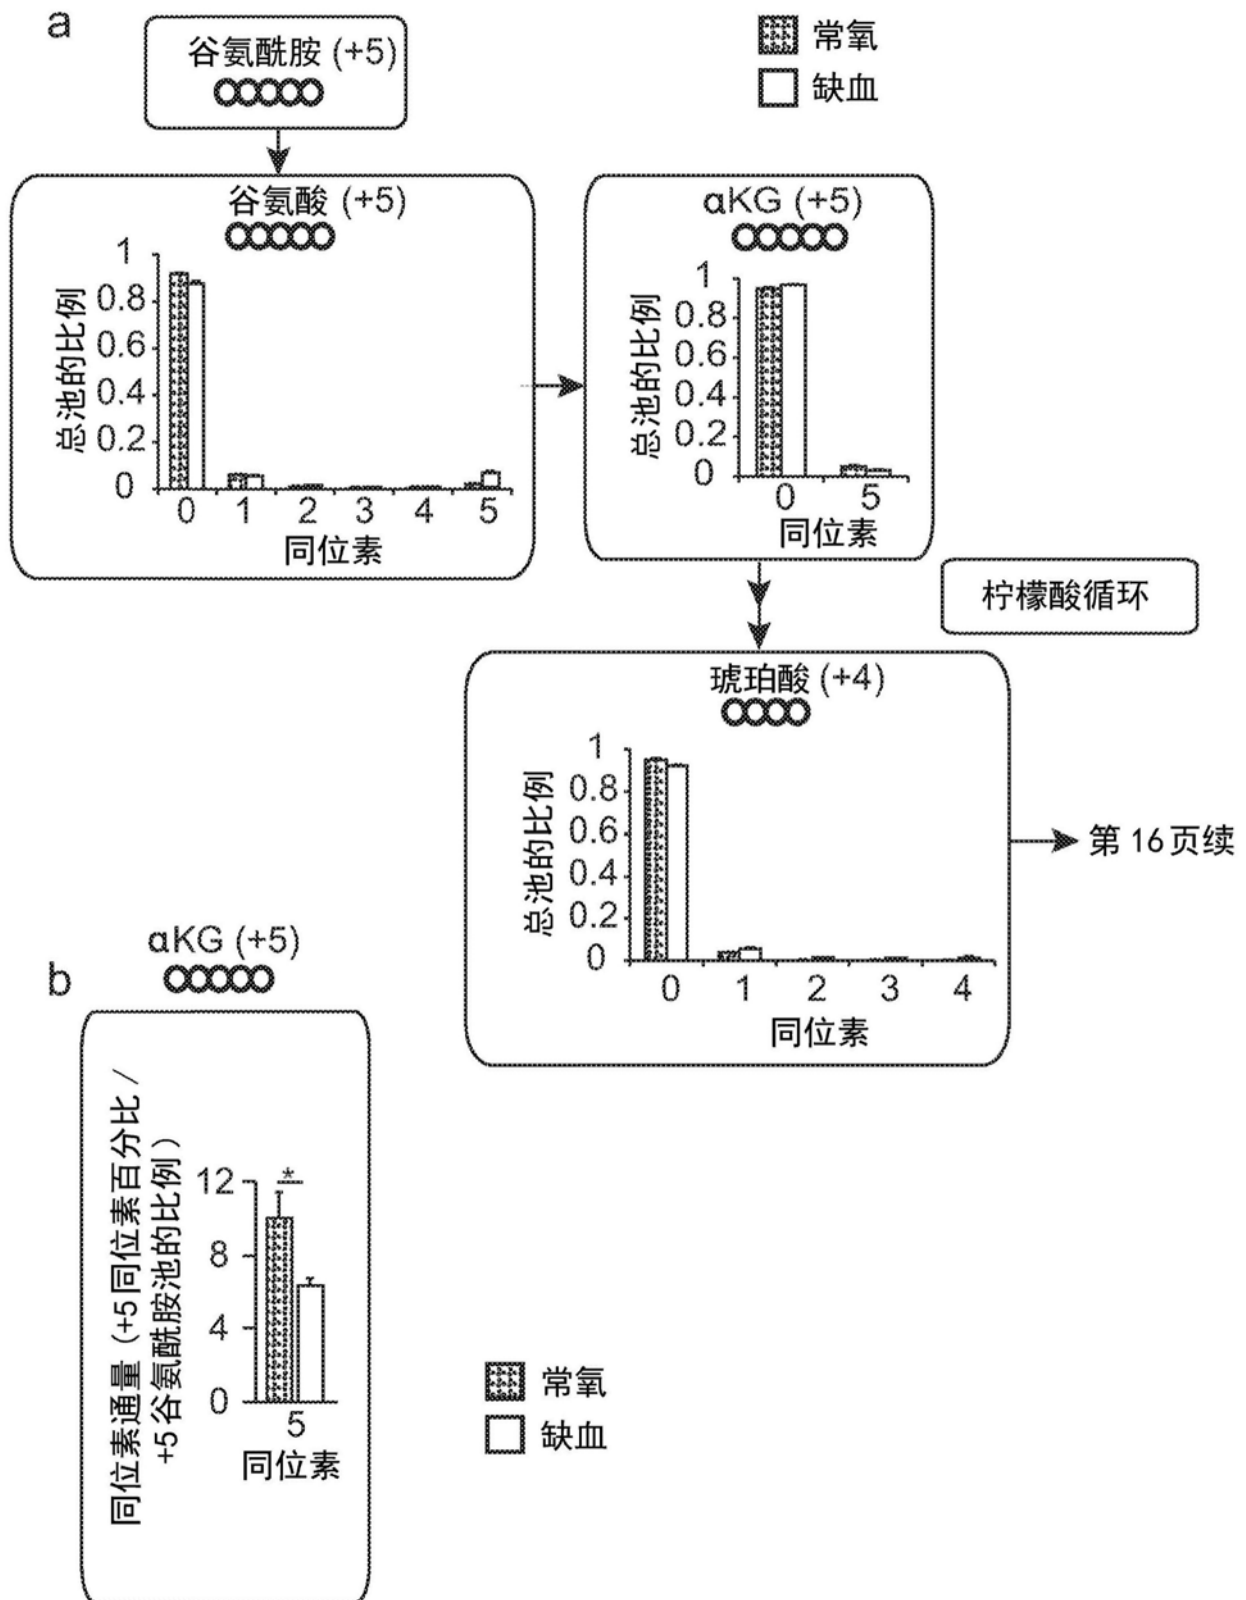 a
谷氨酰胺 (+5)
常氧
缺血
谷氨酸 (+5)
总池的比例
1
0.8
0.6
0.4
0.2
0
0 1 2 3 4 5
同位素
αKG (+5)
总池的比例
1
0.8
0.6
0.4
0.2
0
0 5
同位素
柠檬酸循环
琥珀酸 (+4)
总池的比例
1
0.8
0.6
0.4
0.2
0
0 1 2 3 4
同位素
第 16 页续
b
αKG (+5)
同位素通量 (+5同位素百分比 /
+5谷氨酰胺池的比例)
12
8
4
0
*
5
同位素
常氧
缺血